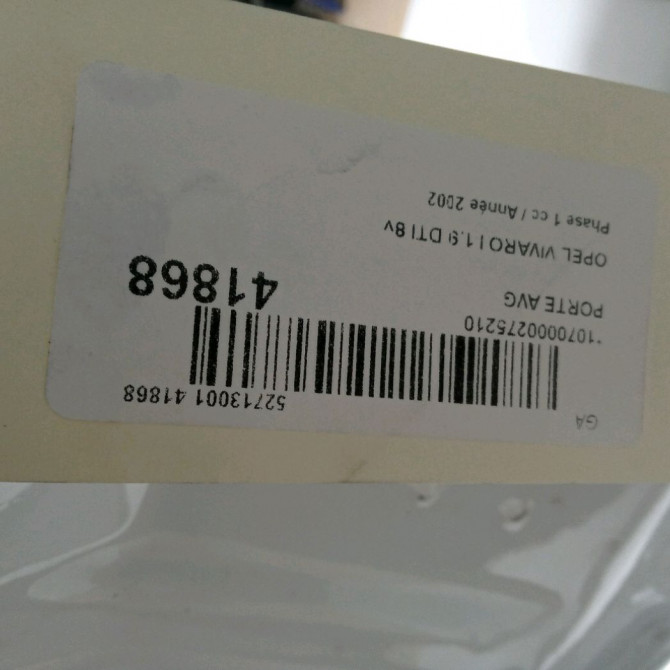 GA
52713001 41868
*1070000275210
PORTE AVG
41868
OPEL VIVARO I 1.9 DTI 8v
Phase 1 cc / Année 2002